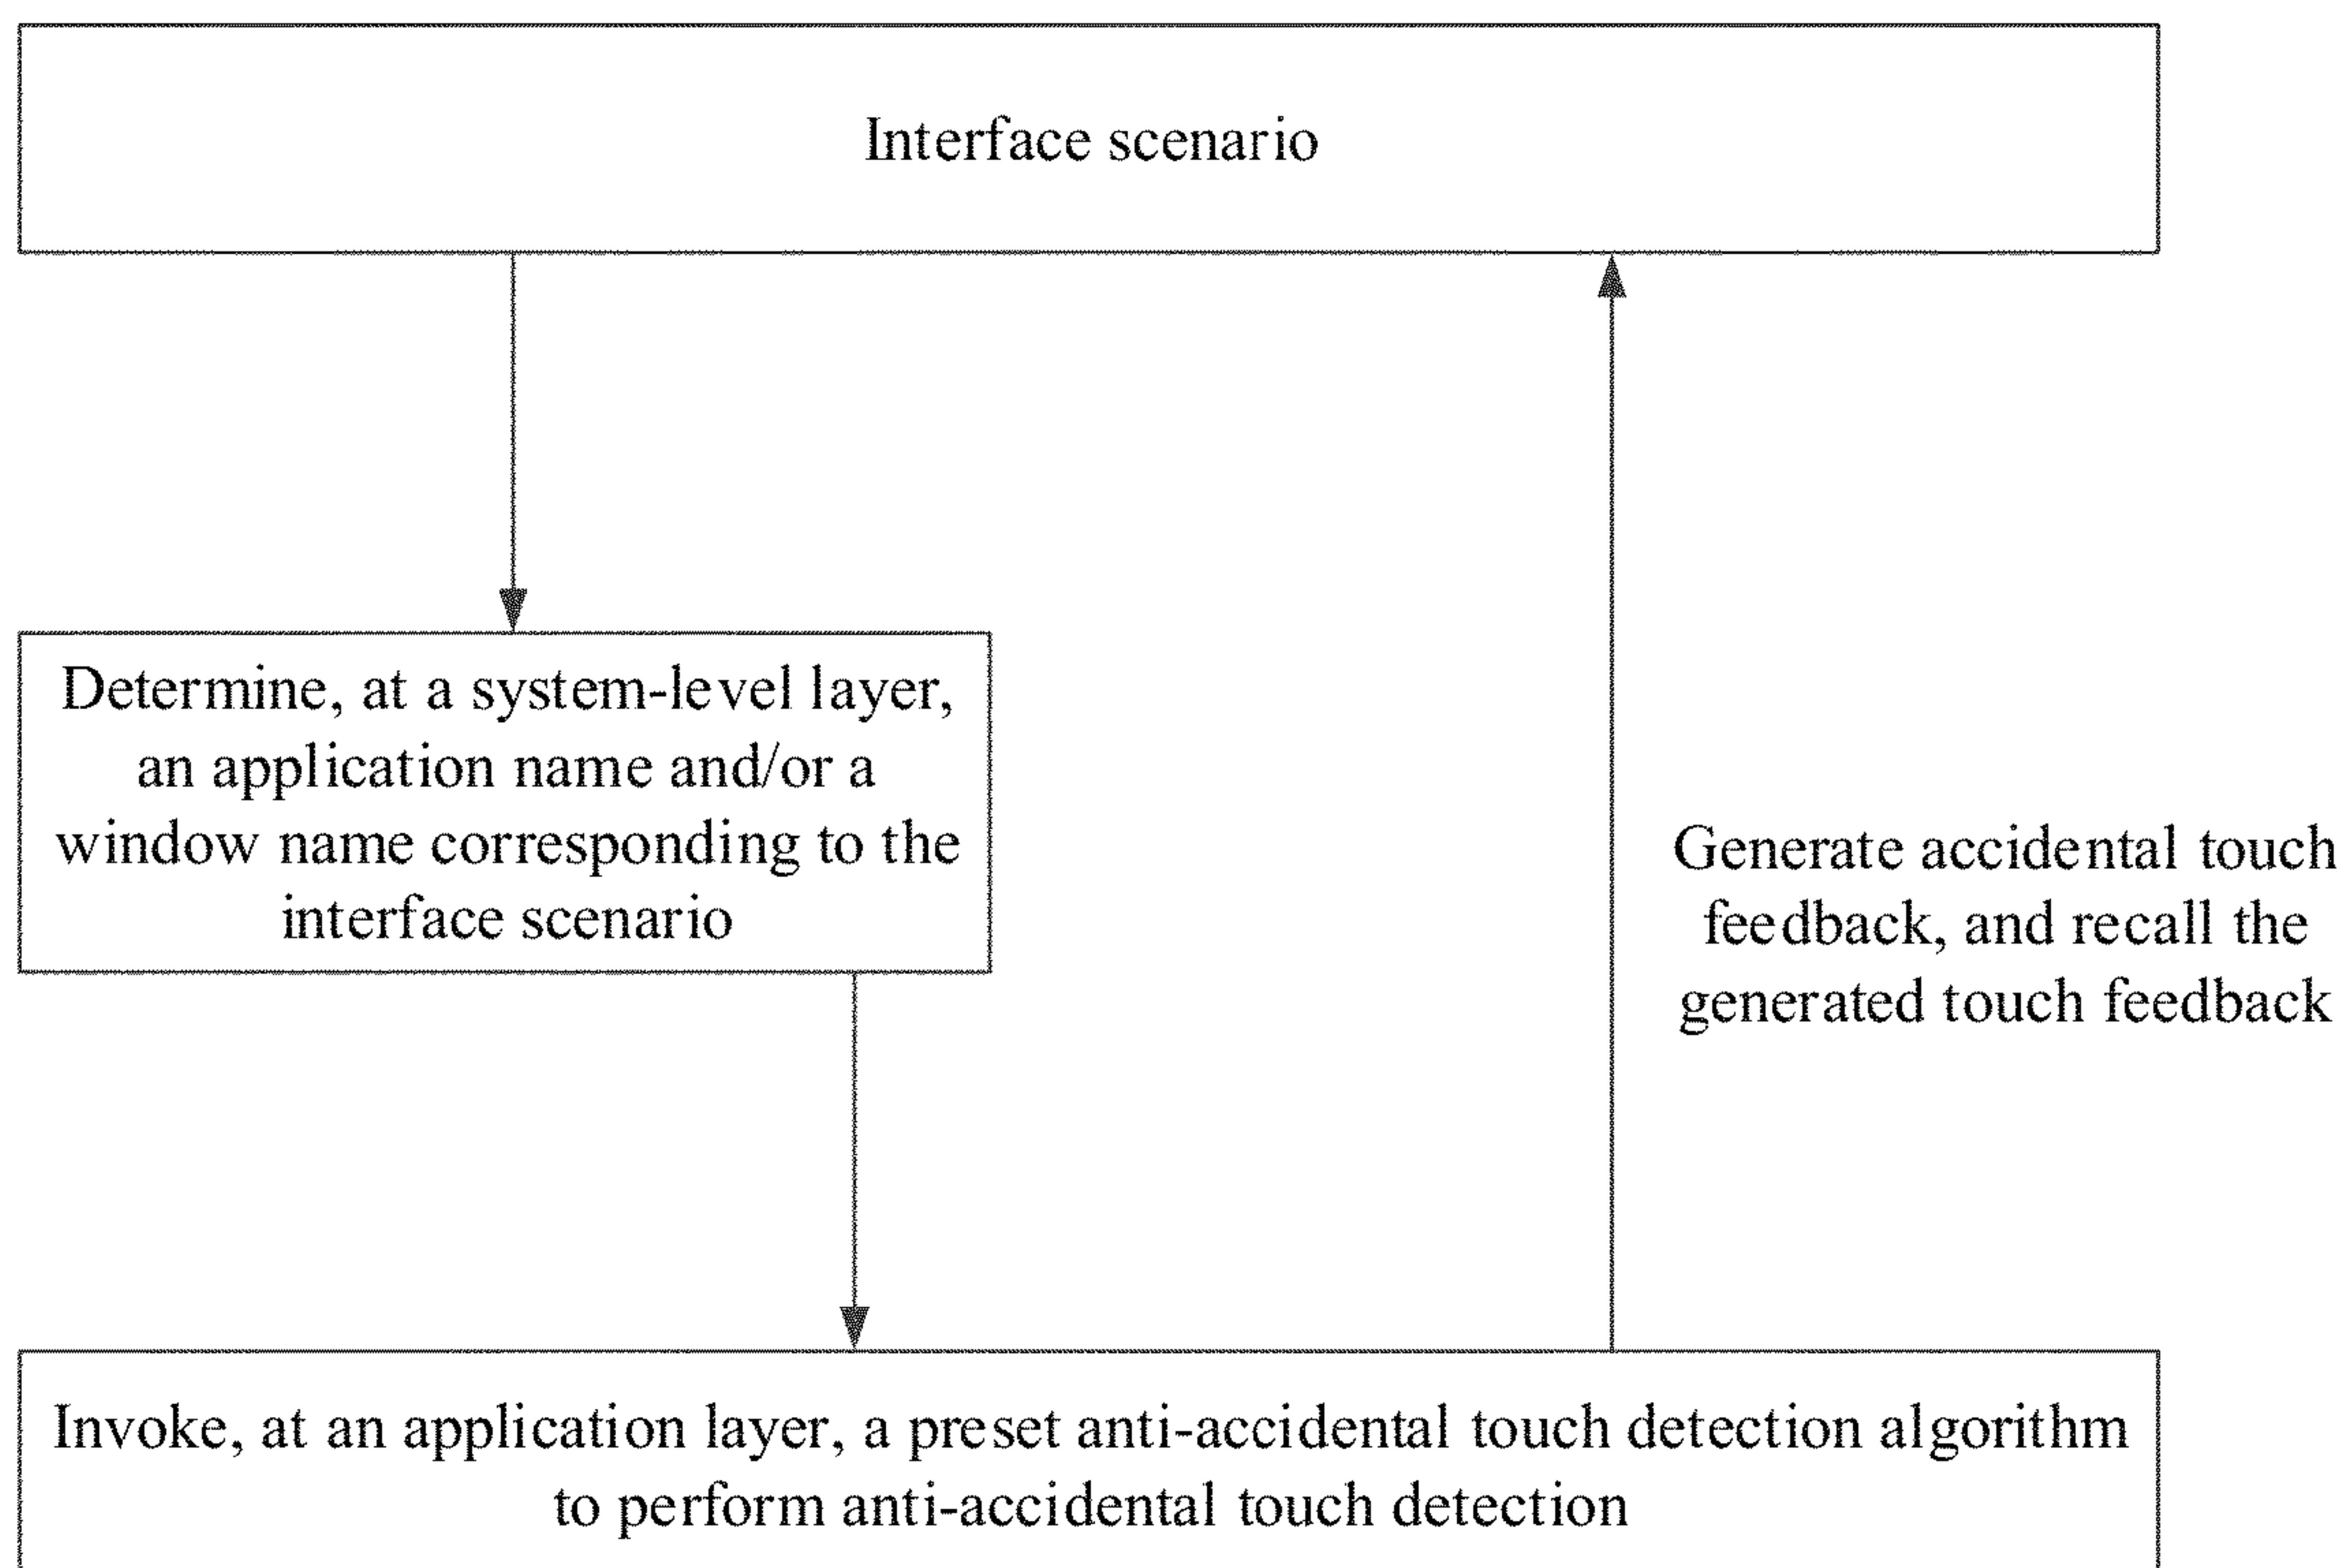 Interface scenario
Determine, at a system-level layer,
an application name and/or a
window name corresponding to the
interface scenario
Generate accidental touch
feedback, and recall the
generated touch feedback
Invoke, at an application layer, a preset anti-accidental touch detection algorithm
to perform anti-accidental touch detection